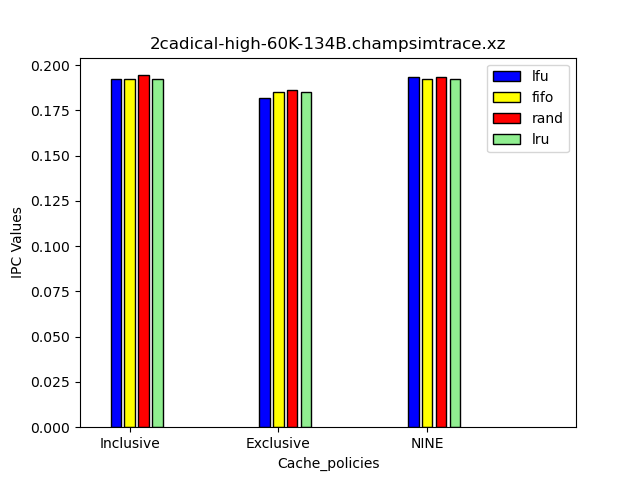 2cadical-high-60K-134B.champsimtrace.xz
IPC Values
0.200
0.175
0.150
0.125
0.100
0.075
0.050
0.025
0.000
lfu
fifo
rand
lru
Inclusive
Exclusive
NINE
Cache_policies